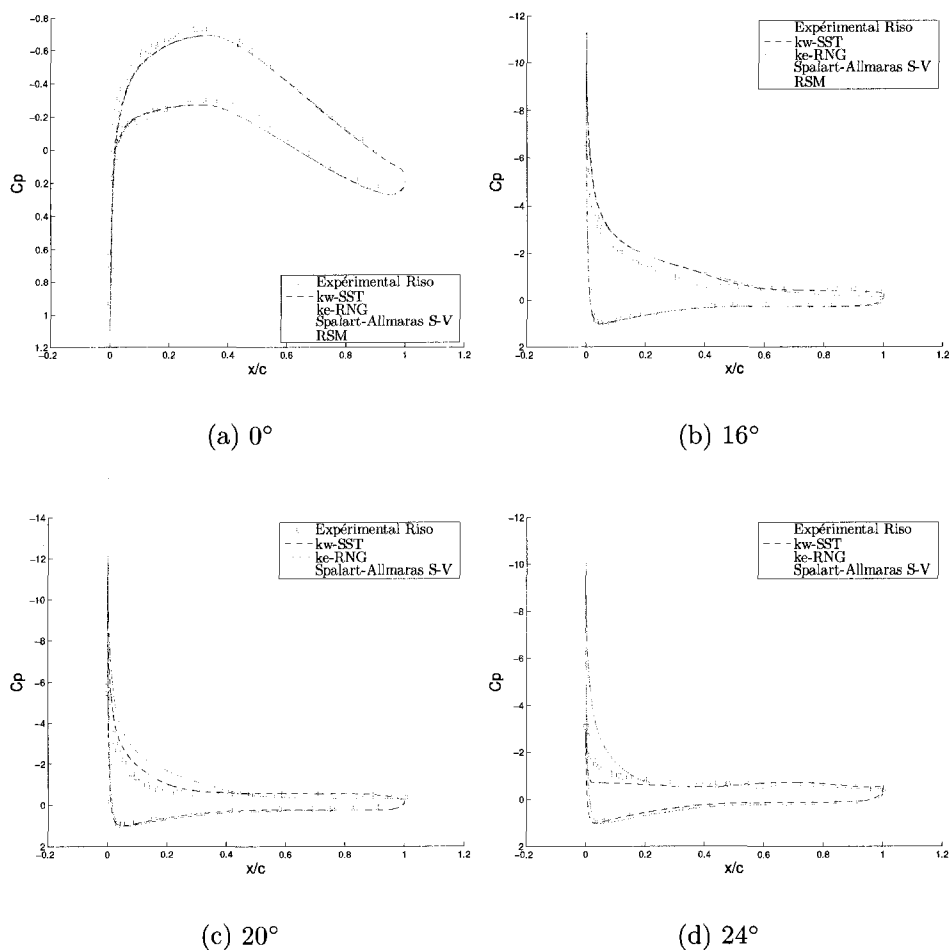 -0.8
-0.6
-0.4
-0.2
0
0.2
0.4
0.6
0.8
1
1.2
Cp
-0.2 0 0.2 0.4 0.6 0.8 1 1.2
x/c
Expérimental Riso
kw-SST
ke-RNG
Spalart-Allmaras S-V
RSM
(a) 0°
-12
-10
-8
-6
-4
-2
0
2
Cp
-0.2 0 0.2 0.4 0.6 0.8 1 1.2
x/c
Expérimental Riso
kw-SST
ke-RNG
Spalart-Allmaras S-V
RSM
(b) 16°
-14
-12
-10
-8
-6
-4
-2
0
2
Cp
-0.2 0 0.2 0.4 0.6 0.8 1 1.2
x/c
Expérimental Riso
kw-SST
ke-RNG
Spalart-Allmaras S-V
(c) 20°
-12
-10
-8
-6
-4
-2
0
2
Cp
-0.2 0 0.2 0.4 0.6 0.8 1 1.2
x/c
Expérimental Riso
kw-SST
ke-RNG
Spalart-Allmaras S-V
(d) 24°